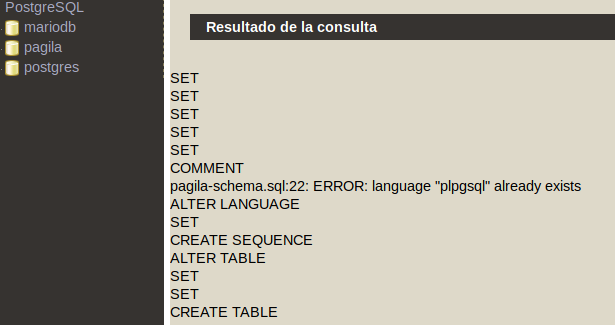 PostgreSQL
mariodb
pagila
postgres
Resultado de la consulta
SET
SET
SET
SET
SET
COMMENT
pagila-schema.sql:22: ERROR: language "plpgsql" already exists
ALTER LANGUAGE
SET
CREATE SEQUENCE
ALTER TABLE
SET
SET
CREATE TABLE